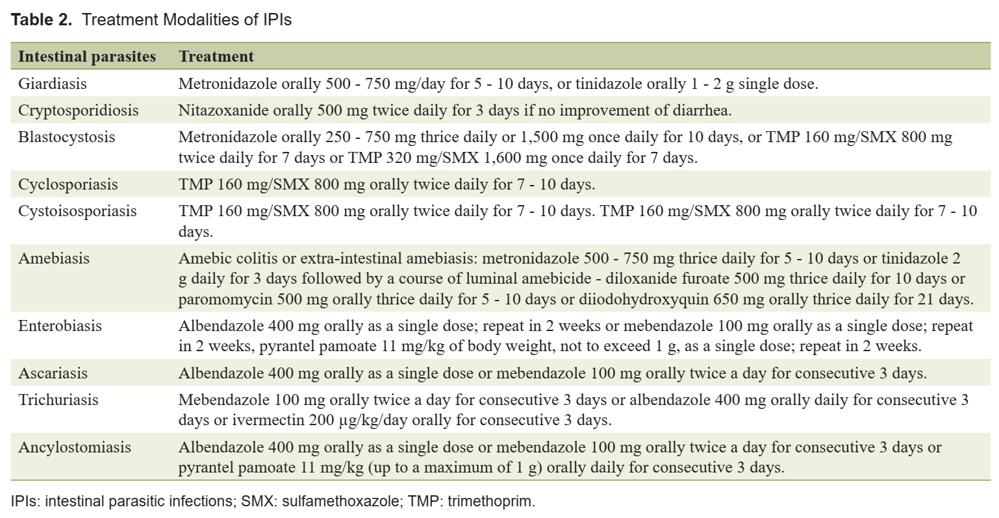 Table 2. Treatment Modalities of IPIs
Intestinal parasites Treatment
Giardiasis Metronidazole orally 500 - 750 mg/day for 5 - 10 days, or tinidazole orally 1 - 2 g single dose.
Cryptosporidiosis Nitazoxanide orally 500 mg twice daily for 3 days if no improvement of diarrhea.
Blastocystosis Metronidazole orally 250 - 750 mg thrice daily or 1,500 mg once daily for 10 days, or TMP 160 mg/SMX 800 mg
twice daily for 7 days or TMP 320 mg/SMX 1,600 mg once daily for 7 days.
Cyclosporiasis TMP 160 mg/SMX 800 mg orally twice daily for 7 - 10 days.
Cystoisosporiasis TMP 160 mg/SMX 800 mg orally twice daily for 7 - 10 days. TMP 160 mg/SMX 800 mg orally twice daily for 7 - 10
days.
Amebiasis Amebic colitis or extra-intestinal amebiasis: metronidazole 500 - 750 mg thrice daily for 5 - 10 days or tinidazole 2
g daily for 3 days followed by a course of luminal amebicide - diloxanide furoate 500 mg thrice daily for 10 days or
paromomycin 500 mg orally thrice daily for 5 - 10 days or diiodohydroxyquin 650 mg orally thrice daily for 21 days.
Enterobiasis Albendazole 400 mg orally as a single dose; repeat in 2 weeks or mebendazole 100 mg orally as a single dose; repeat
in 2 weeks, pyrantel pamoate 11 mg/kg of body weight, not to exceed 1 g, as a single dose; repeat in 2 weeks.
Ascariasis Albendazole 400 mg orally as a single dose or mebendazole 100 mg orally twice a day for consecutive 3 days.
Trichuriasis Mebendazole 100 mg orally twice a day for consecutive 3 days or albendazole 400 mg orally daily for consecutive 3
days or ivermectin 200 µg/kg/day orally for consecutive 3 days.
Ancylostomiasis Albendazole 400 mg orally as a single dose or mebendazole 100 mg orally twice a day for consecutive 3 days or
pyrantel pamoate 11 mg/kg (up to a maximum of 1 g) orally daily for consecutive 3 days.
IPIs: intestinal parasitic infections; SMX: sulfamethoxazole; TMP: trimethoprim.